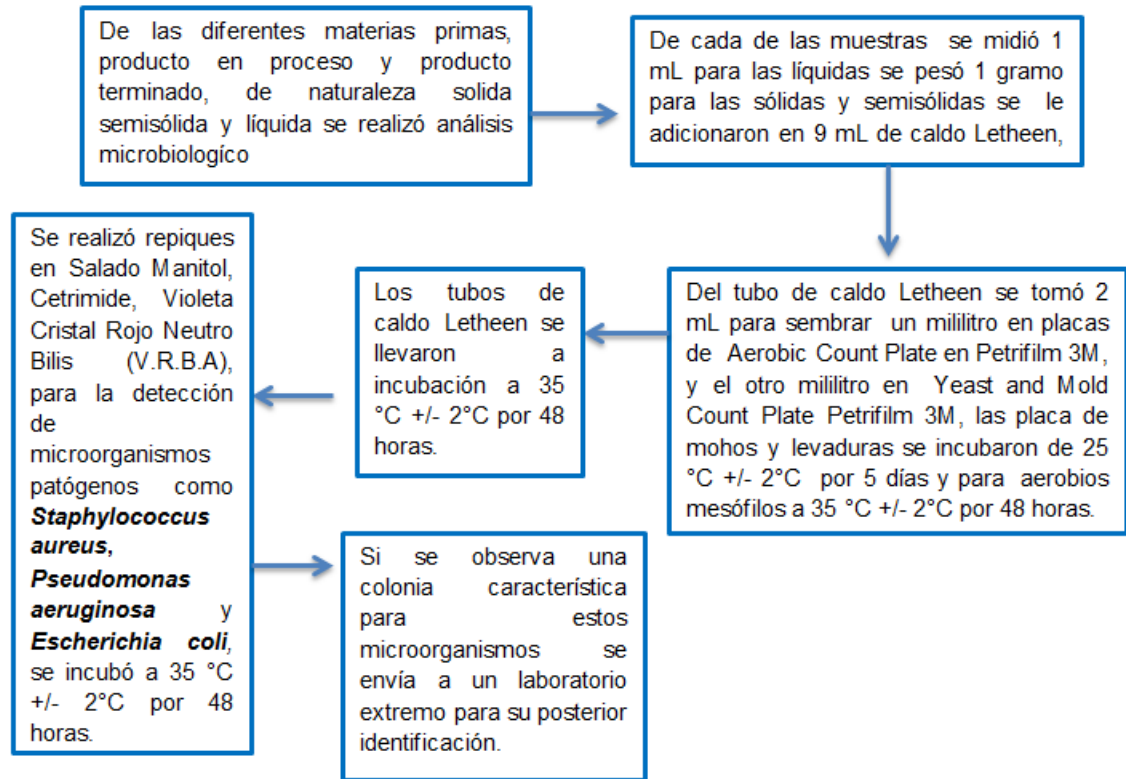 De las diferentes materias primas,
producto en proceso y producto
terminado, de naturaleza solida
semisólida y líquida se realizó análisis
microbiologíco
De cada de las muestras se midió 1
mL para las líquidas se pesó 1 gramo
para las sólidas y semisólidas se le
adicionaron en 9 mL de caldo Letheen,
Del tubo de caldo Letheen se tomó 2
mL para sembrar un mililitro en placas
de Aerobic Count Plate en Petrifilm 3M,
y el otro mililitro en Yeast and Mold
Count Plate Petrifilm 3M, las placa de
mohos y levaduras se incubaron de 25
°C +/- 2°C por 5 días y para aerobios
mesófilos a 35 °C +/- 2°C por 48 horas.
Los tubos de
caldo Letheen se
llevaron a
incubación a 35
°C +/- 2°C por 48
horas.
Se realizó repiques
en Salado Manitol,
Cetrimide, Violeta
Cristal Rojo Neutro
Bilis (V.R.B.A),
para la detección
de
microorganismos
patógenos como
Staphylococcus
aureus,
Pseudomonas
aeruginosa y
Escherichia coli,
se incubó a 35 °C
+/- 2°C por 48
horas.
Si se observa una
colonia característica
para estos
microorganismos se
envía a un laboratorio
extremo para su posterior
identificación.